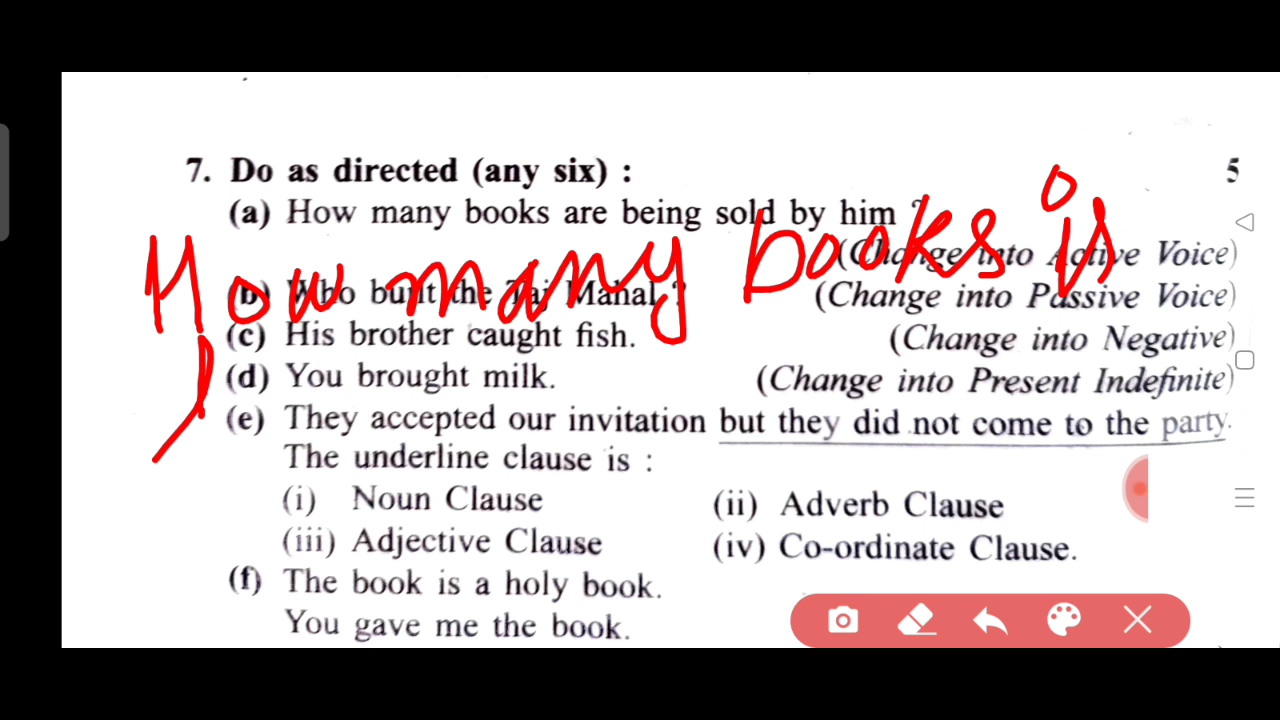 7. Do as directed (any six) : 5
(a) How many books are being sold by him ?
(Change into Active Voice)
How many books is
(b) Who built the Taj Mahal ? (Change into Passive Voice)
(c) His brother caught fish. (Change into Negative)
(d) You brought milk. (Change into Present Indefinite)
(e) They accepted our invitation but they did not come to the party.
The underline clause is :
(i) Noun Clause (ii) Adverb Clause
(iii) Adjective Clause (iv) Co-ordinate Clause.
(f) The book is a holy book.
You gave me the book.